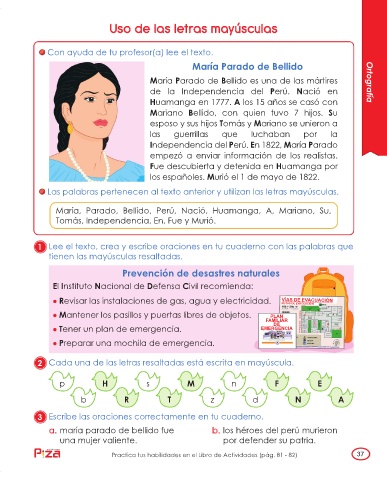 Uso de las letras mayúsculas
Con ayuda de tu profesor(a) lee el texto.
María Parado de Bellido
María Parado de Bellido es una de las mártires
de la Independencia del Perú. Nació en
Huamanga en 1777. A los 15 años se casó con
Mariano Bellido, con quien tuvo 7 hijos. Su
esposo y sus hijos Tomás y Mariano se unieron a
las guerrillas que luchaban por la
Independencia del Perú. En 1822, María Parado
empezó a enviar información de los realistas.
Fue descubierta y detenida en Huamanga por
los españoles. Murió el 1 de mayo de 1822.
Ortografía
Las palabras pertenecen al texto anterior y utilizan las letras mayúsculas.
María, Parado, Bellido, Perú, Nació, Huamanga, A, Mariano, Su,
Tomás, Independencia, En, Fue y Murió.
1 Lee el texto, crea y escribe oraciones en tu cuaderno con las palabras que
tienen las mayúsculas resaltadas.
Prevención de desastres naturales
El Instituto Nacional de Defensa Civil recomienda:
• Revisar las instalaciones de gas, agua y electricidad.
• Mantener los pasillos y puertas libres de objetos.
• Tener un plan de emergencia.
• Preparar una mochila de emergencia.
VÍAS DE EVACUACIÓN
PLAN
FAMILIAR
DE
EMERGENCIA
2 Cada una de las letras resaltadas está escrita en mayúscula.
p H s M n F E
b R T z d N A
3 Escribe las oraciones correctamente en tu cuaderno.
a. maría parado de bellido fue
una mujer valiente.
b. los héroes del perú murieron
por defender su patria.
Pizza
Practica tus habilidades en el Libro de Actividades (pág. 81 - 82)
37